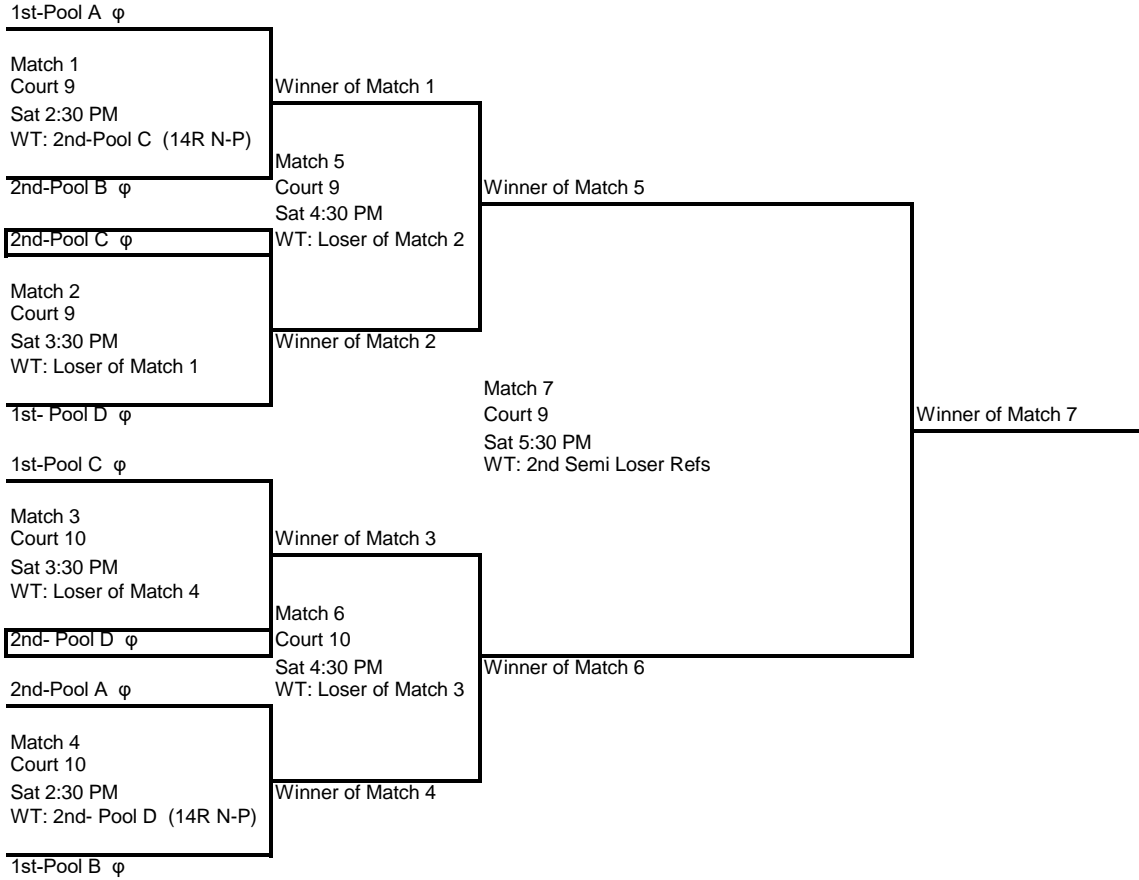 1st-Pool A φ
Match 1
Court 9
Sat 2:30 PM
WT: 2nd-Pool C (14R N-P)
2nd-Pool B φ
2nd-Pool C φ
Match 2
Court 9
Sat 3:30 PM
WT: Loser of Match 1
1st- Pool D φ
1st-Pool C φ
Match 3
Court 10
Sat 3:30 PM
WT: Loser of Match 4
2nd- Pool D φ
2nd-Pool A φ
Match 4
Court 10
Sat 2:30 PM
WT: 2nd- Pool D (14R N-P)
1st-Pool B φ
Winner of Match 1
Match 5
Court 9
Sat 4:30 PM
WT: Loser of Match 2
Winner of Match 2
Winner of Match 3
Match 6
Court 10
Sat 4:30 PM
WT: Loser of Match 3
Winner of Match 4
Winner of Match 5
Match 7
Court 9
Sat 5:30 PM
WT: 2nd Semi Loser Refs
Winner of Match 6
Winner of Match 7